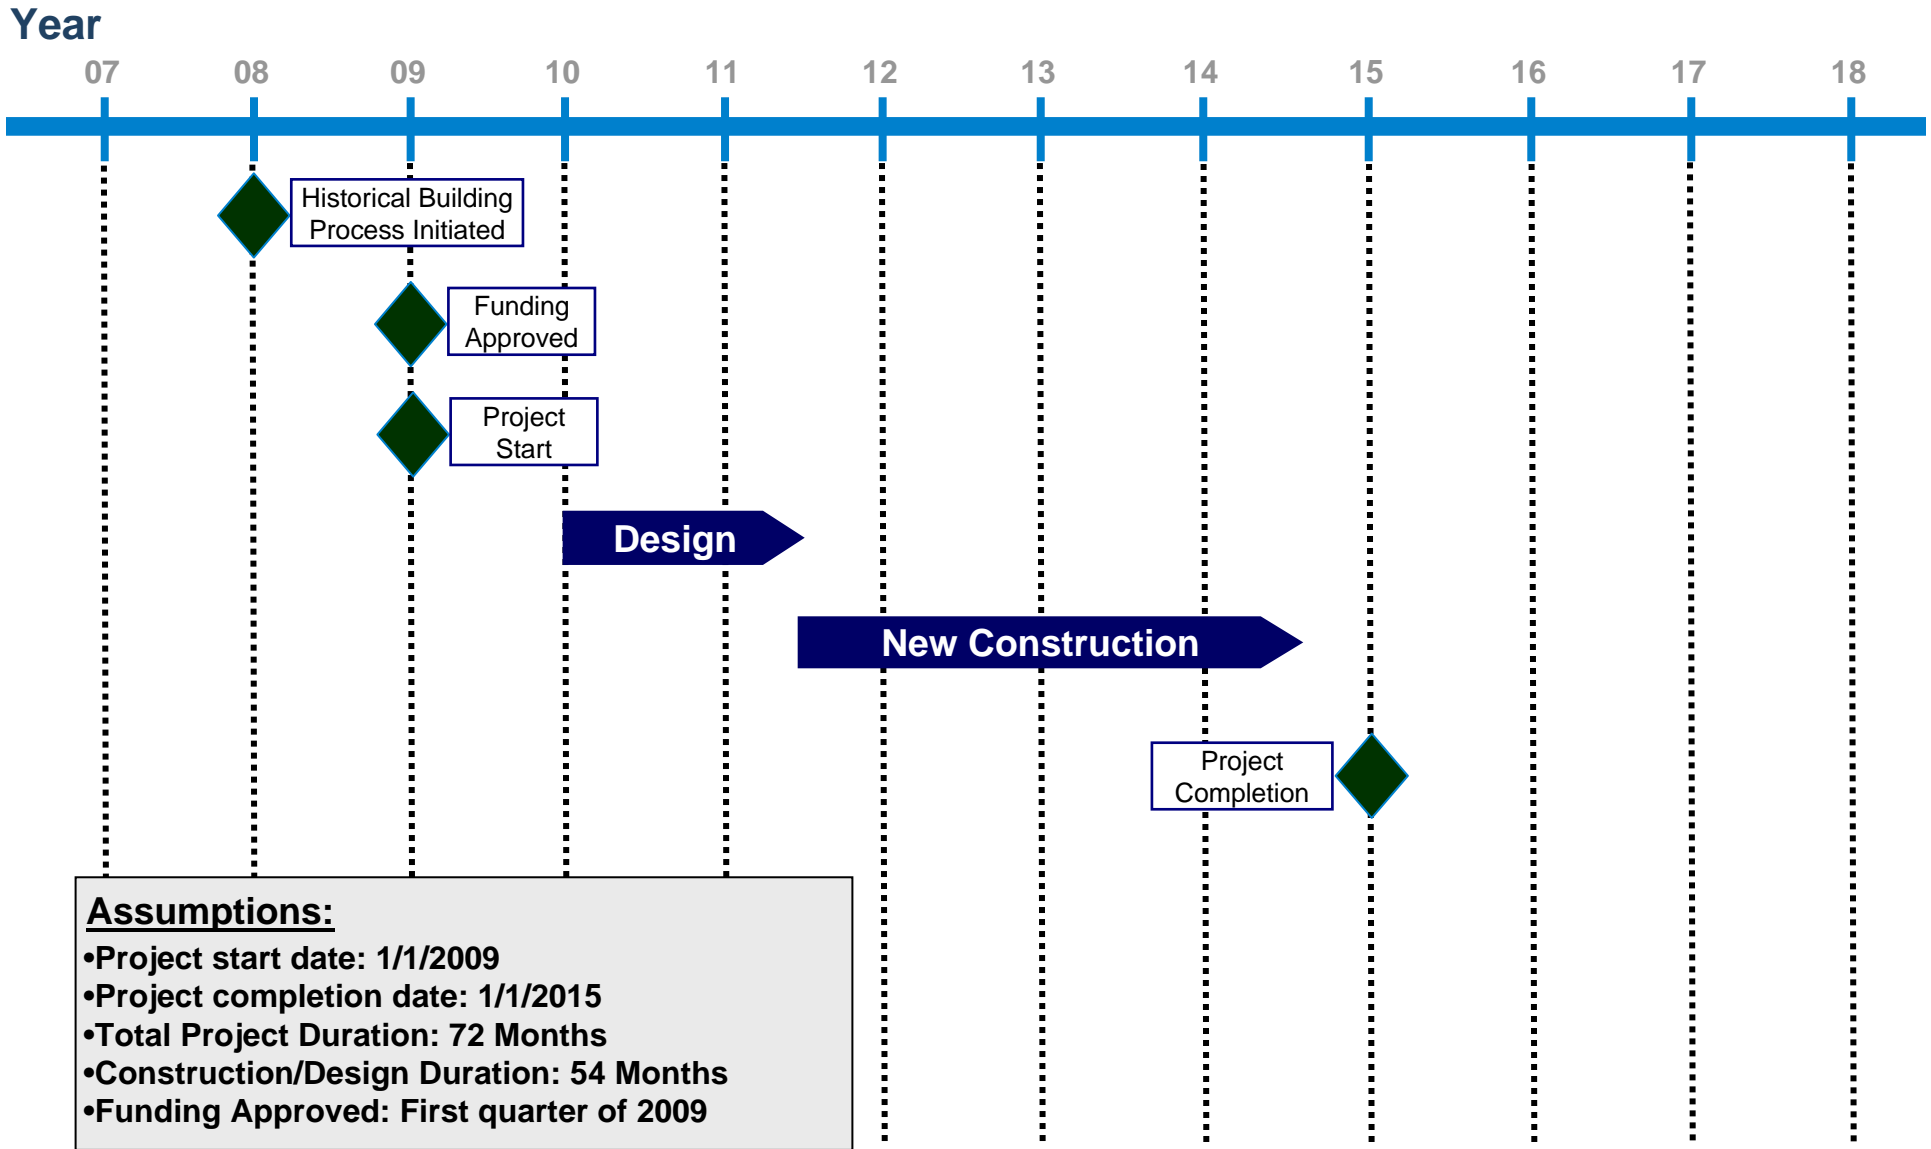 Year
07 08 09 10 11 12 13 14 15 16 17 18
Historical Building
Process Initiated
Funding
Approved
Project
Start
Design
New Construction
Project
Completion
Assumptions:
•Project start date: 1/1/2009
•Project completion date: 1/1/2015
•Total Project Duration: 72 Months
•Construction/Design Duration: 54 Months
•Funding Approved: First quarter of 2009